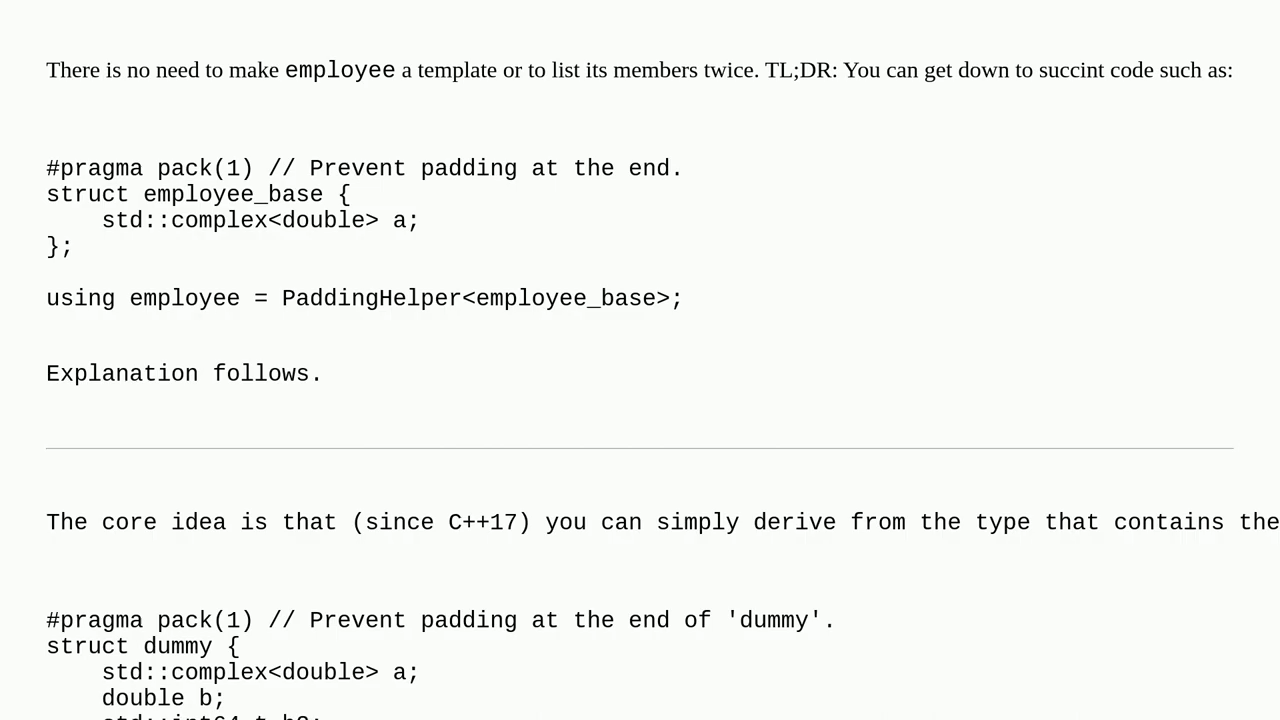 There is no need to make employee a template or to list its members twice. TL;DR: You can get down to succint code such as:
#pragma pack(1) // Prevent padding at the end.
struct employee_base {
    std::complex<double> a;
};
using employee = PaddingHelper<employee_base>;
Explanation follows.
The core idea is that (since C++17) you can simply derive from the type that contains the
#pragma pack(1) // Prevent padding at the end of 'dummy'.
struct dummy {
    std::complex<double> a;
    double b;